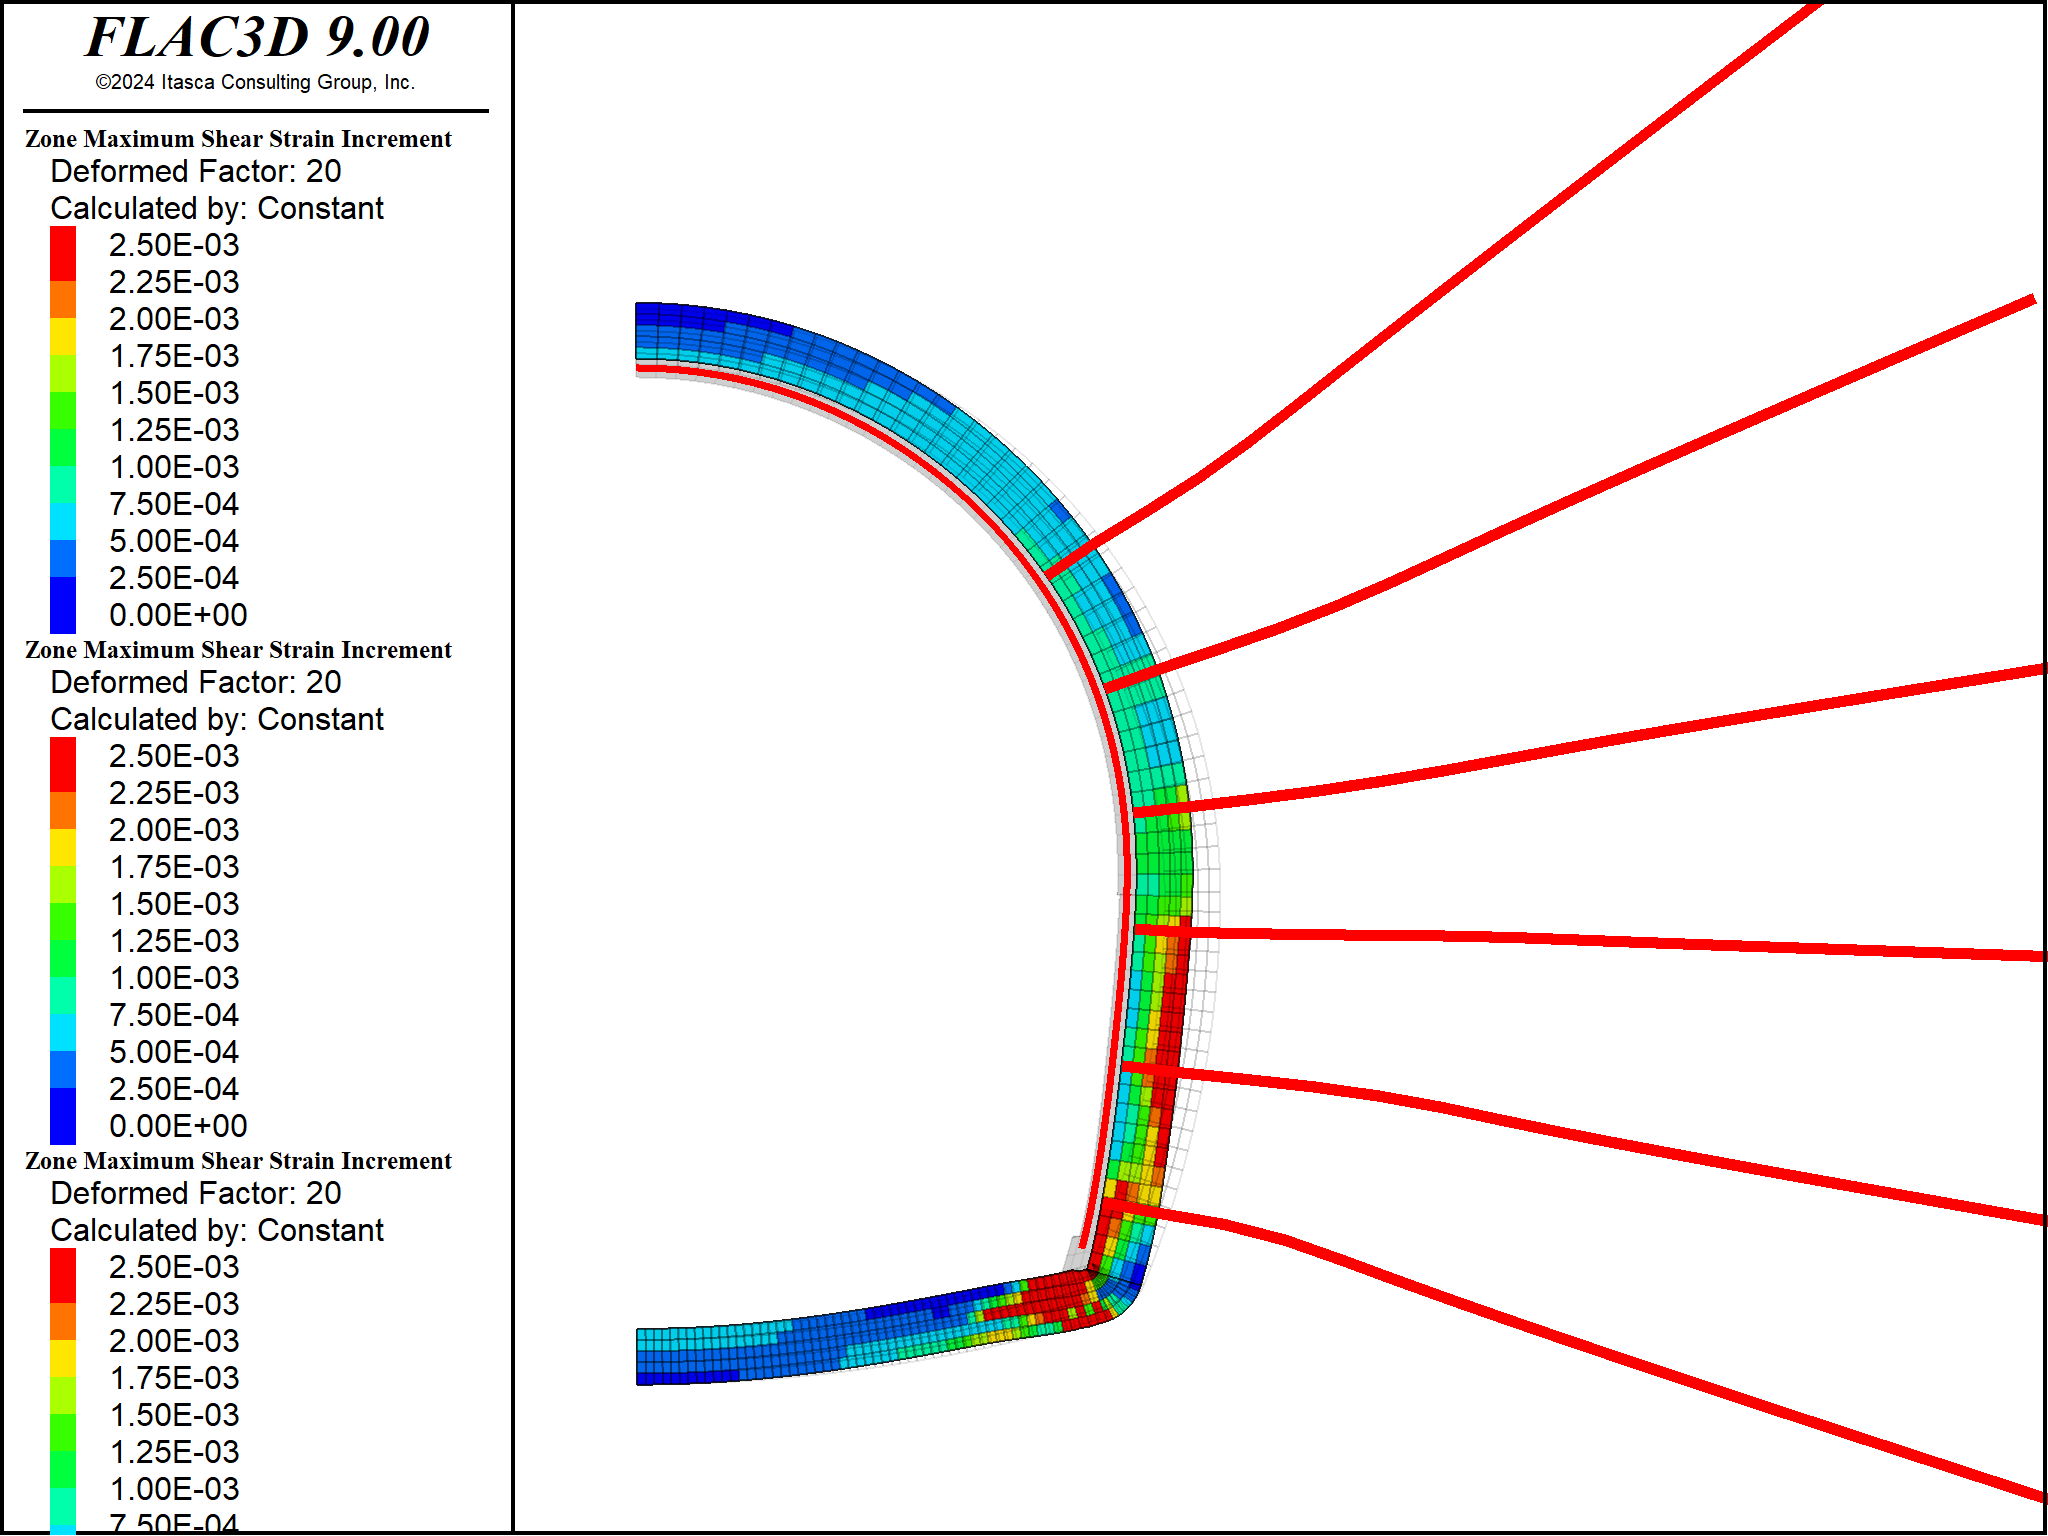 FLAC3D 9.00
©2024 Itasca Consulting Group, Inc.
Zone Maximum Shear Strain Increment
Deformed Factor: 20
Calculated by: Constant
2.50E-03
2.25E-03
2.00E-03
1.75E-03
1.50E-03
1.25E-03
1.00E-03
7.50E-04
5.00E-04
2.50E-04
0.00E+00
Zone Maximum Shear Strain Increment
Deformed Factor: 20
Calculated by: Constant
2.50E-03
2.25E-03
2.00E-03
1.75E-03
1.50E-03
1.25E-03
1.00E-03
7.50E-04
5.00E-04
2.50E-04
0.00E+00
Zone Maximum Shear Strain Increment
Deformed Factor: 20
Calculated by: Constant
2.50E-03
2.25E-03
2.00E-03
1.75E-03
1.50E-03
1.25E-03
1.00E-03
7.50E-04